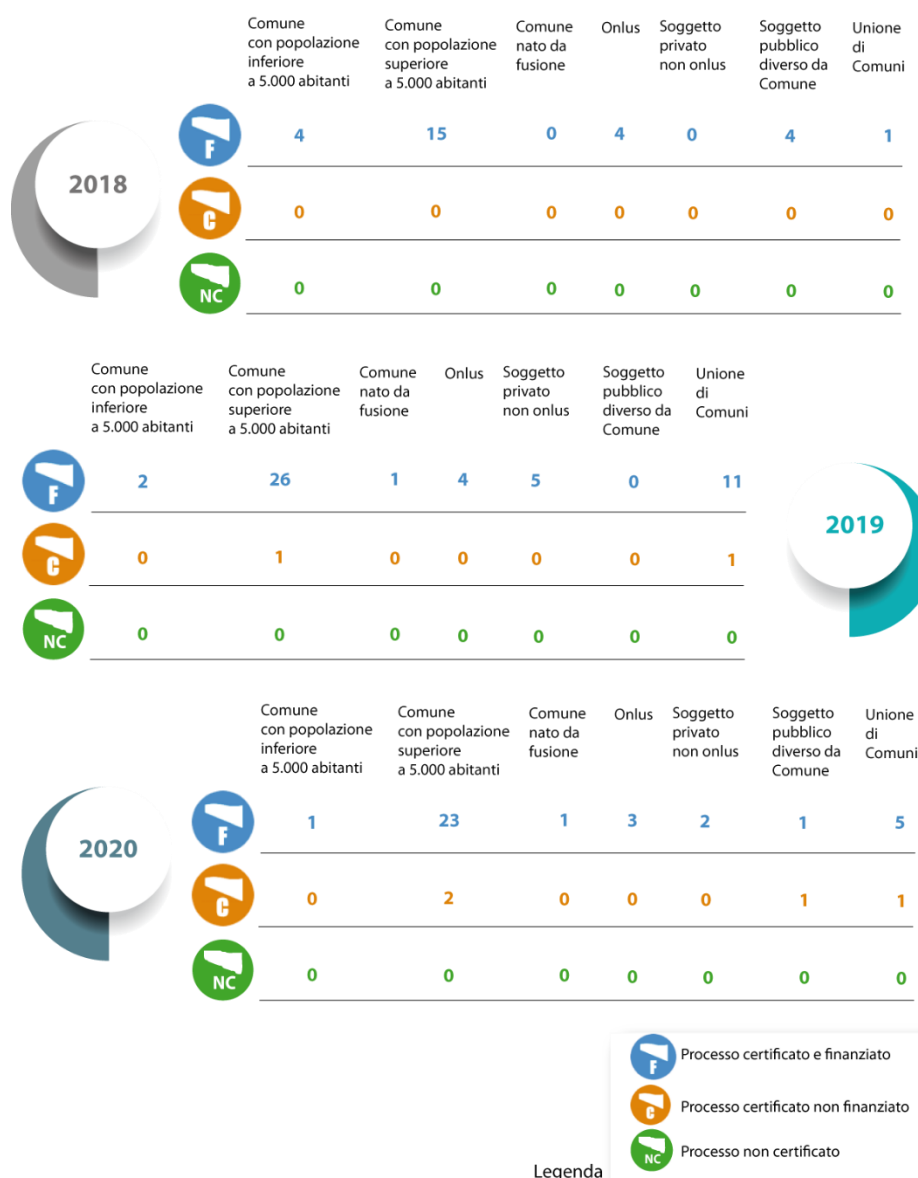 Comune
con popolazione
inferiore
a 5.000 abitanti
Comune
con popolazione
superiore
a 5.000 abitanti
Comune
nato da
fusione
Onlus
Soggetto
privato
non onlus
Soggetto
pubblico
diverso da
Comune
Unione
di
Comuni
2018
F 4 15 0 4 0 4 1
C 0 0 0 0 0 0 0
NC 0 0 0 0 0 0 0
Comune
con popolazione
inferiore
a 5.000 abitanti
Comune
con popolazione
superiore
a 5.000 abitanti
Comune
nato da
fusione
Onlus
Soggetto
privato
non onlus
Soggetto
pubblico
diverso da
Comune
Unione
di
Comuni
2019
F 2 26 1 4 5 0 11
C 0 1 0 0 0 0 1
NC 0 0 0 0 0 0 0
Comune
con popolazione
inferiore
a 5.000 abitanti
Comune
con popolazione
superiore
a 5.000 abitanti
Comune
nato da
fusione
Onlus
Soggetto
privato
non onlus
Soggetto
pubblico
diverso da
Comune
Unione
di
Comuni
2020
F 1 23 1 3 2 1 5
C 0 2 0 0 0 1 1
NC 0 0 0 0 0 0 0
Legenda
F Processo certificato e finanziato
C Processo certificato non finanziato
NC Processo non certificato